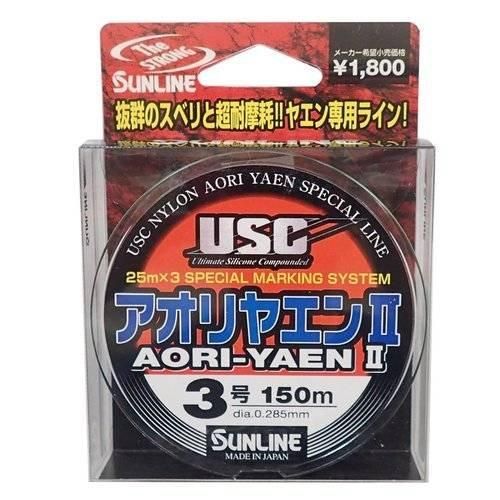 The
STRONG
SUNLINE
メーカー希望小売価格
¥1,800
抜群のスベリと超耐摩耗!!ヤエン専用ライン!
USC NYLON AORI YAEN SPECIAL LINE
USC
Ultimate Silicone Compounded
25m×3 SPECIAL MARKING SYSTEM
アオリヤエンⅡ
AORI-YAEN Ⅱ
3号 150m
dia.0.285mm
SUNLINE
MADE IN JAPAN
SUNLINE